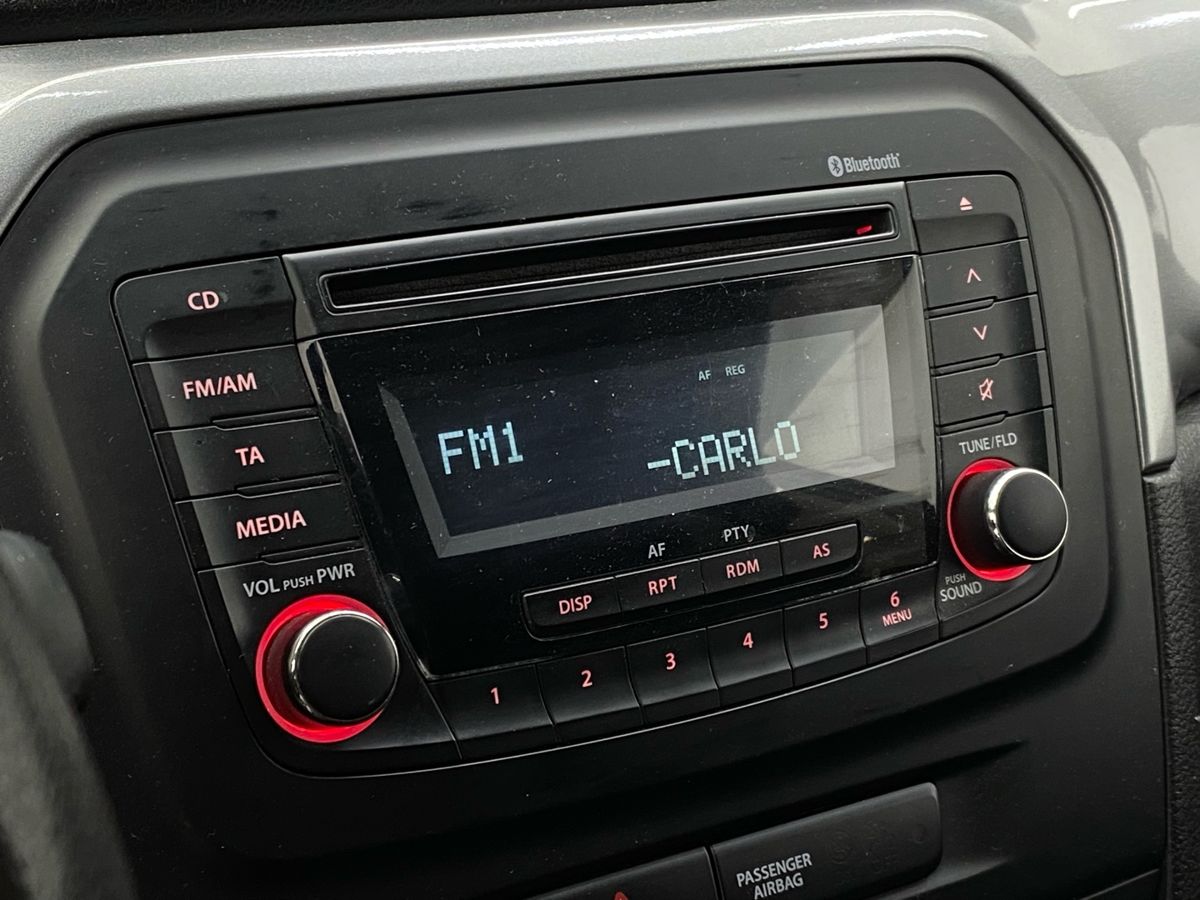 Bluetooth
CD
FM/AM
TA
MEDIA
VOL PUSH PWR
AF REG
FM1 -CARLO
AF PTY
DISP RPT RDM AS
1 2 3 4 5 6
MENU
TUNE/FLD
PUSH
SOUND
PASSENGER
AIRBAG